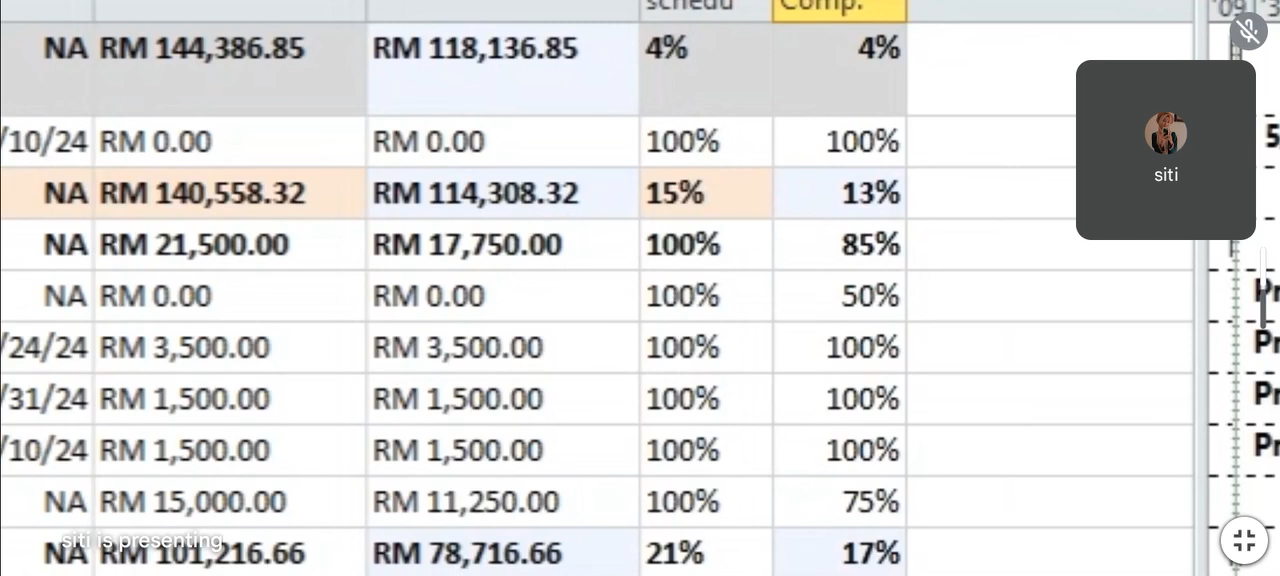 schedu Comp.
NA RM 144,386.85 RM 118,136.85 4% 4%
/10/24 RM 0.00 RM 0.00 100% 100%
NA RM 140,558.32 RM 114,308.32 15% 13%
siti
NA RM 21,500.00 RM 17,750.00 100% 85%
NA RM 0.00 RM 0.00 100% 50%
Pr
/24/24 RM 3,500.00 RM 3,500.00 100% 100%
Pr
/31/24 RM 1,500.00 RM 1,500.00 100% 100%
Pr
/10/24 RM 1,500.00 RM 1,500.00 100% 100%
Pr
NA RM 15,000.00 RM 11,250.00 100% 75%
siti is presenting
NA RM 101,216.66 RM 78,716.66 21% 17%